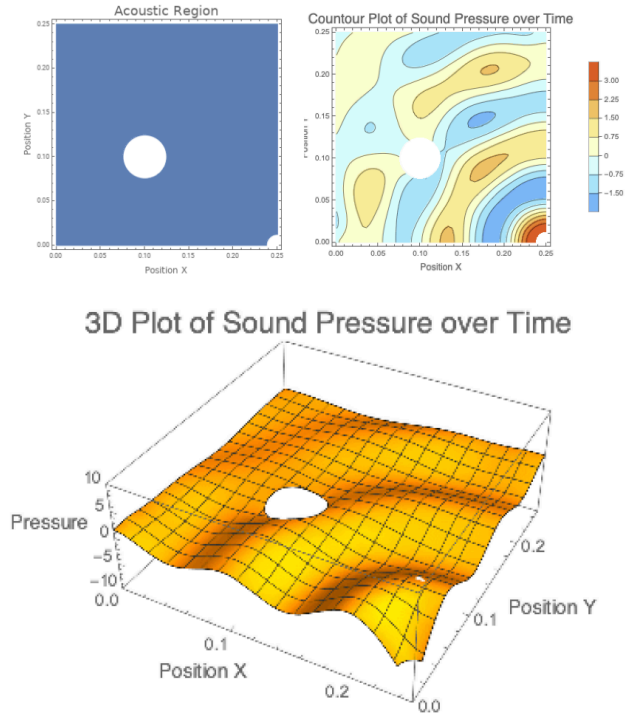 Acoustic Region
Countour Plot of Sound Pressure over Time
0.25
0.20
0.15
0.10
0.05
0.00
Position Y
0.00 0.05 0.10 0.15 0.20 0.25
Position X
0.25
0.20
0.15
0.10
0.05
0.00
0.00 0.05 0.10 0.15 0.20 0.25
Position X
3.00
2.25
1.50
0.75
0
-0.75
-1.50
3D Plot of Sound Pressure over Time
10
5
0
-5
-10
Pressure
0.0
0.1
0.2
Position X
0.0
0.1
0.2
Position Y